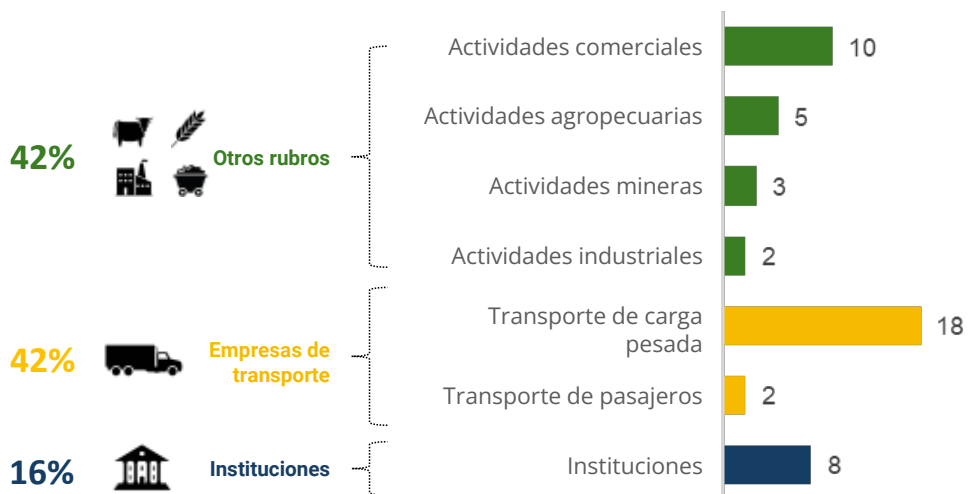 Actividades comerciales
10
Actividades agropecuarias
5
42%
Otros rubros
Actividades mineras
3
Actividades industriales
2
Transporte de carga
pesada
18
42%
Empresas de
transporte
Transporte de pasajeros
2
16%
Instituciones
Instituciones
8